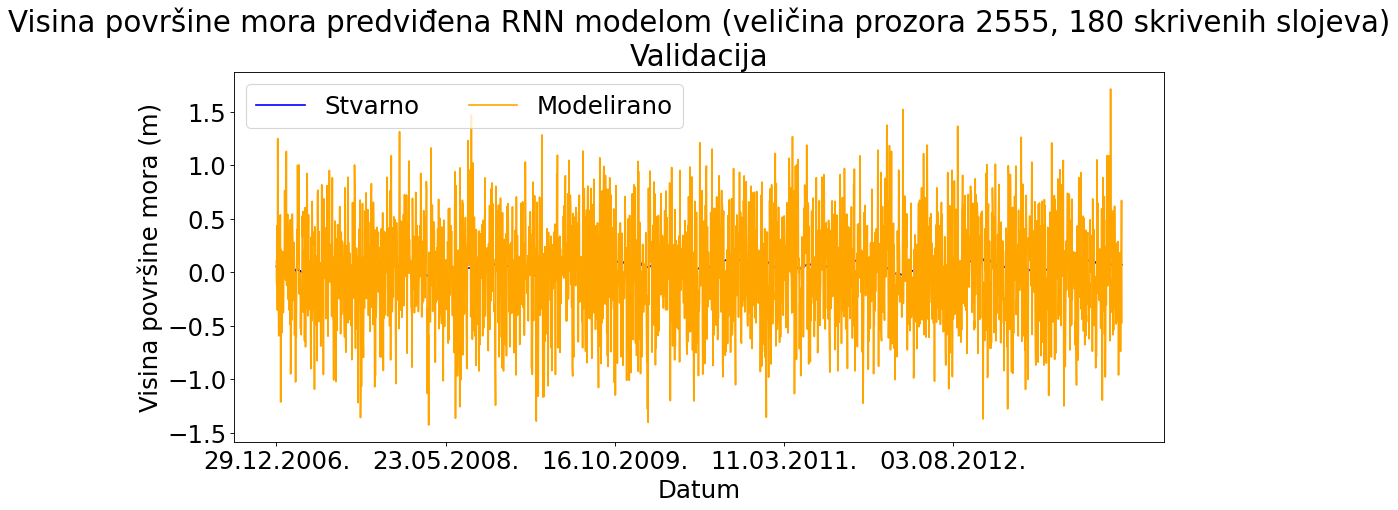 Visina površine mora predviđena RNN modelom (veličina prozora 2555, 180 skrivenih slojeva)
Validacija
Stvarno
Modelirano
Visina površine mora (m)
1.5
1.0
0.5
0.0
−0.5
−1.0
−1.5
29.12.2006.
23.05.2008.
16.10.2009.
11.03.2011.
03.08.2012.
Datum